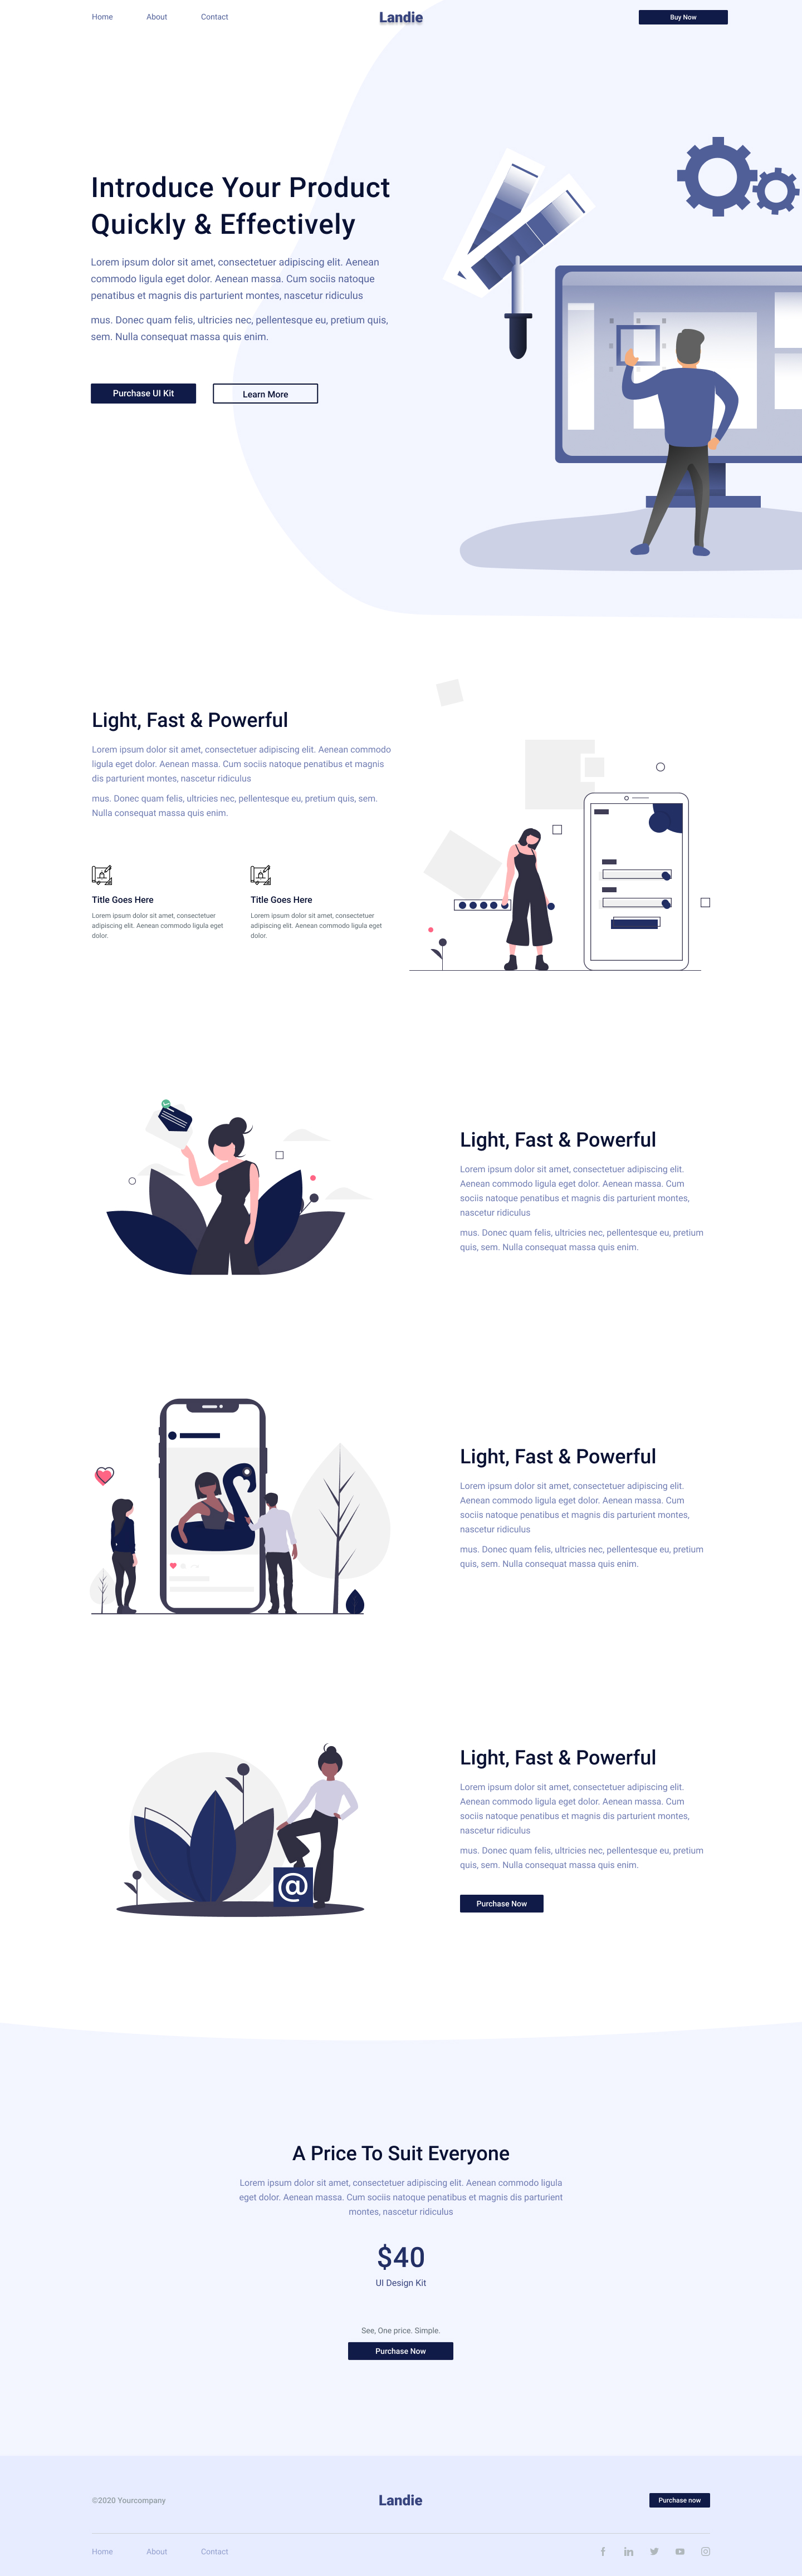 Home About Contact Landie Buy Now
Introduce Your Product
Quickly & Effectively
Lorem ipsum dolor sit amet, consectetuer adipiscing elit. Aenean
commodo ligula eget dolor. Aenean massa. Cum sociis natoque
penatibus et magnis dis parturient montes, nascetur ridiculus
mus. Donec quam felis, ultricies nec, pellentesque eu, pretium quis,
sem. Nulla consequat massa quis enim.
Purchase UI Kit Learn More
Light, Fast & Powerful
Lorem ipsum dolor sit amet, consectetuer adipiscing elit. Aenean commodo
ligula eget dolor. Aenean massa. Cum sociis natoque penatibus et magnis
dis parturient montes, nascetur ridiculus
mus. Donec quam felis, ultricies nec, pellentesque eu, pretium quis, sem.
Nulla consequat massa quis enim.
Title Goes Here
Lorem ipsum dolor sit amet, consectetuer
adipiscing elit. Aenean commodo ligula eget
dolor.
Title Goes Here
Lorem ipsum dolor sit amet, consectetuer
adipiscing elit. Aenean commodo ligula eget
dolor.
Light, Fast & Powerful
Lorem ipsum dolor sit amet, consectetuer adipiscing elit.
Aenean commodo ligula eget dolor. Aenean massa. Cum
sociis natoque penatibus et magnis dis parturient montes,
nascetur ridiculus
mus. Donec quam felis, ultricies nec, pellentesque eu, pretium
quis, sem. Nulla consequat massa quis enim.
Light, Fast & Powerful
Lorem ipsum dolor sit amet, consectetuer adipiscing elit.
Aenean commodo ligula eget dolor. Aenean massa. Cum
sociis natoque penatibus et magnis dis parturient montes,
nascetur ridiculus
mus. Donec quam felis, ultricies nec, pellentesque eu, pretium
quis, sem. Nulla consequat massa quis enim.
@
Light, Fast & Powerful
Lorem ipsum dolor sit amet, consectetuer adipiscing elit.
Aenean commodo ligula eget dolor. Aenean massa. Cum
sociis natoque penatibus et magnis dis parturient montes,
nascetur ridiculus
mus. Donec quam felis, ultricies nec, pellentesque eu, pretium
quis, sem. Nulla consequat massa quis enim.
Purchase Now
A Price To Suit Everyone
Lorem ipsum dolor sit amet, consectetuer adipiscing elit. Aenean commodo ligula
eget dolor. Aenean massa. Cum sociis natoque penatibus et magnis dis parturient
montes, nascetur ridiculus
$40
UI Design Kit
See, One price. Simple.
Purchase Now
©2020 Yourcompany Landie Purchase now
Home About Contact